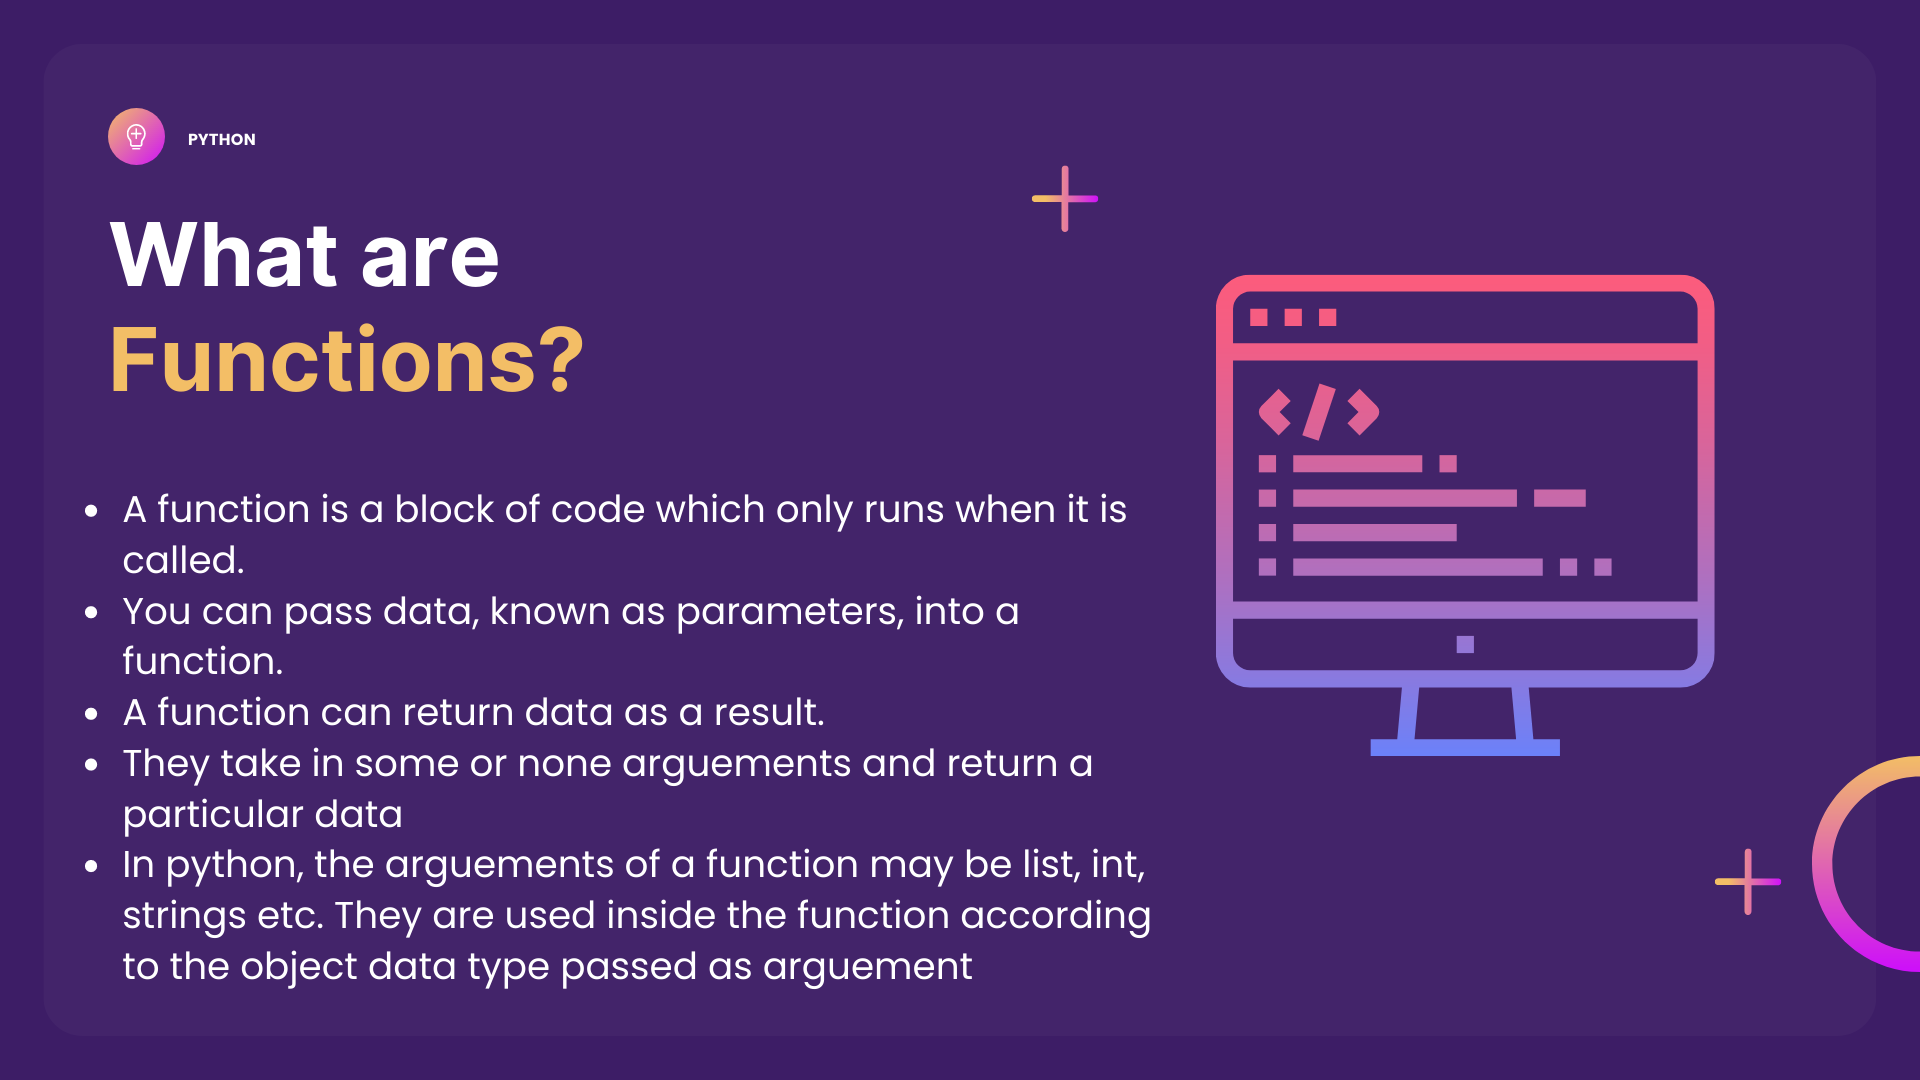 PYTHON
What are
Functions?
</>
• A function is a block of code which only runs when it is
called.
• You can pass data, known as parameters, into a
function.
• A function can return data as a result.
• They take in some or none arguements and return a
particular data
• In python, the arguements of a function may be list, int,
strings etc. They are used inside the function according
to the object data type passed as arguement